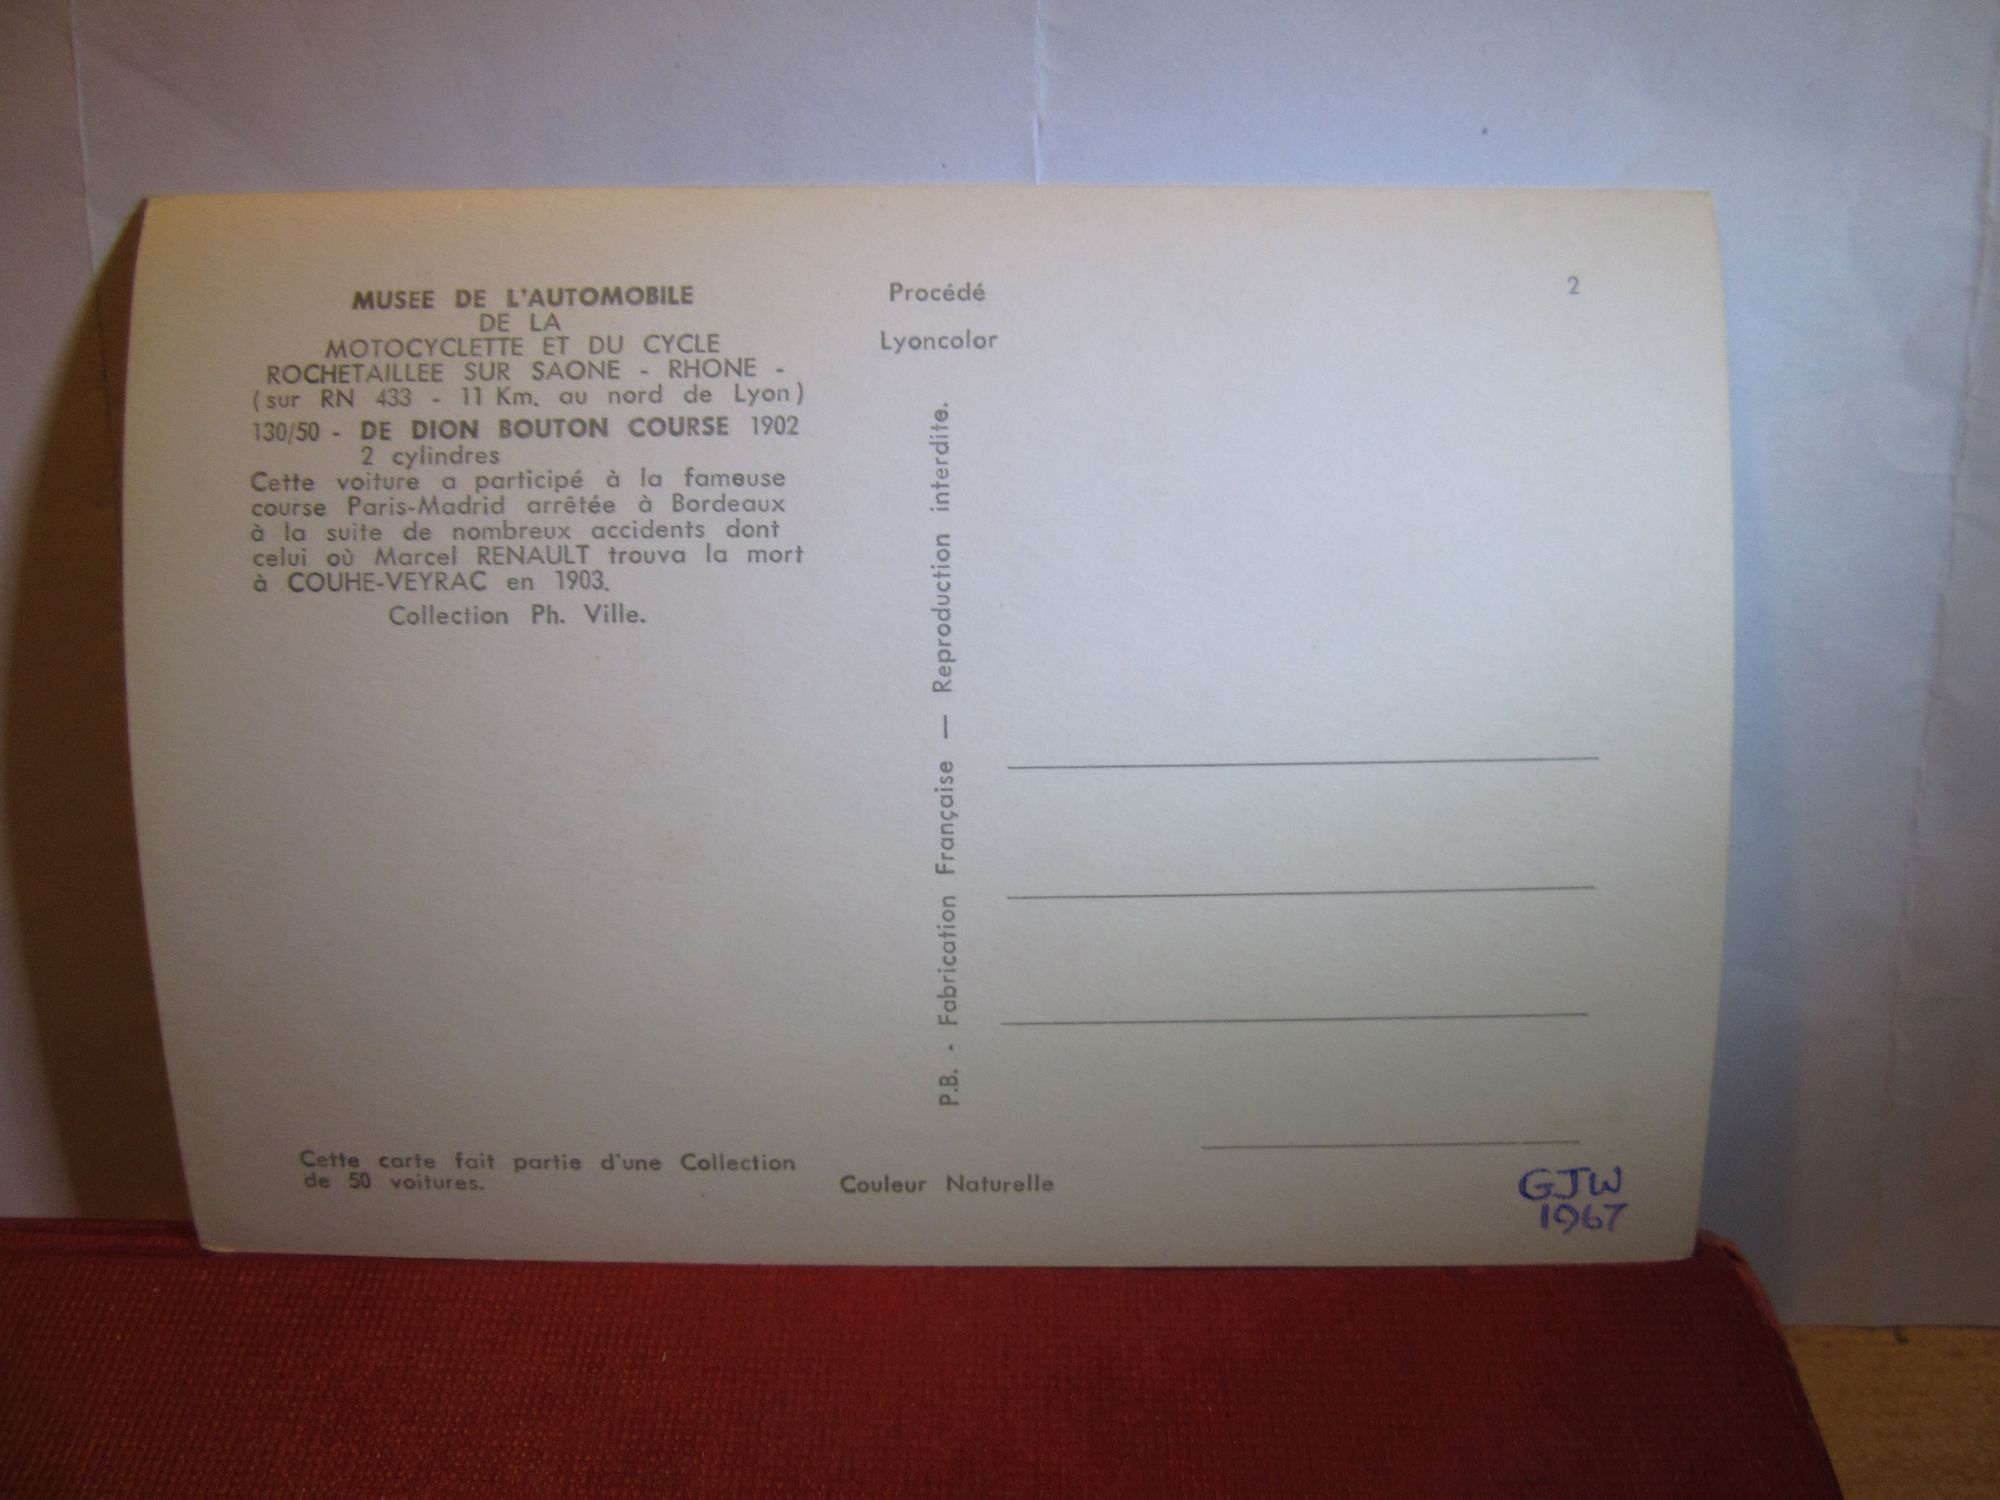 MUSEE DE L'AUTOMOBILE
DE LA
MOTOCYCLETTE ET DU CYCLE
ROCHETAILLEE SUR SAONE - RHONE -
(sur RN 433 - 11 Km. au nord de Lyon)
130/50 - DE DION BOUTON COURSE 1902
2 cylindres
Cette voiture a participé à la fameuse
course Paris-Madrid arrêtée à Bordeaux
à la suite de nombreux accidents dont
celui où Marcel RENAULT trouva la mort
à COUHE-VEYRAC en 1903.
Collection Ph. Ville.
Cette carte fait partie d'une Collection
de 50 voitures.
Procédé
Lyoncolor
P.B. - Fabrication Française — Reproduction interdite.
Couleur Naturelle
2
GJW
1967